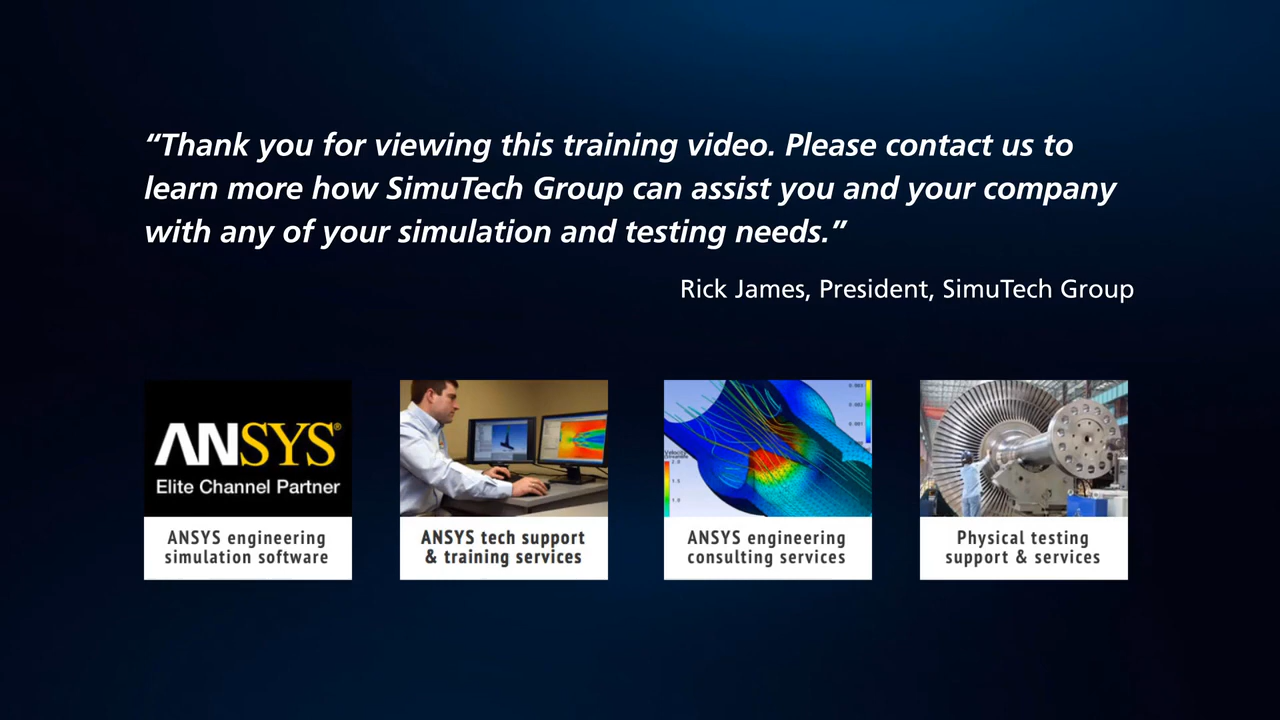 “Thank you for viewing this training video. Please contact us to
learn more how SimuTech Group can assist you and your company
with any of your simulation and testing needs.”
Rick James, President, SimuTech Group
ANSYS®
Elite Channel Partner
ANSYS engineering
simulation software
ANSYS tech support
& training services
ANSYS engineering
consulting services
Physical testing
support & services